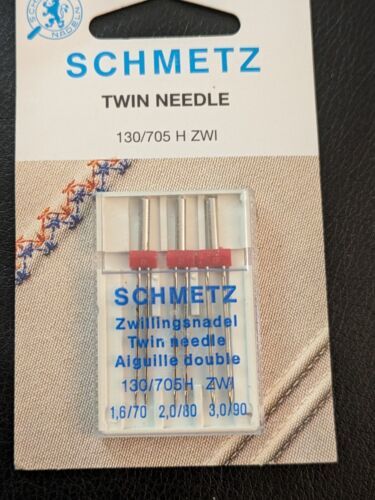 SCHMETZ
TWIN NEEDLE
130/705 H ZWI
SCHMETZ
Zwillingsnadel
Twin needle
Aiguille double
130/705H ZWI
1,6/70 2,0/80 3,0/90